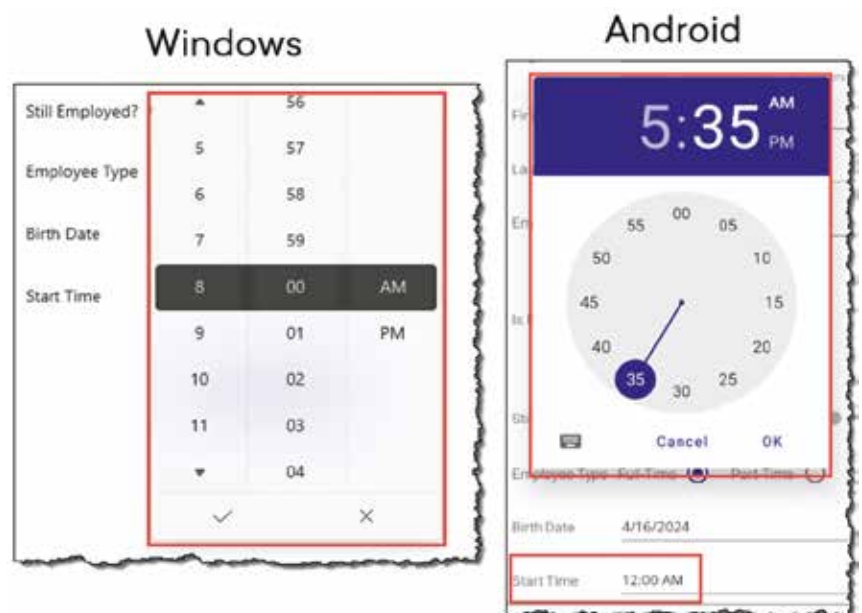 Windows
Still Employed?
Employee Type
Birth Date
Start Time
56
5 57
6 58
7 59
8 00 AM
9 01 PM
10 02
11 03
04
Android
5:35 AM PM
00
55 05
50 10
45 15
40 20
35 25
30
Cancel OK
Employee Type Full-Time Part Time
Birth Date 4/16/2024
Start Time 12:00 AM